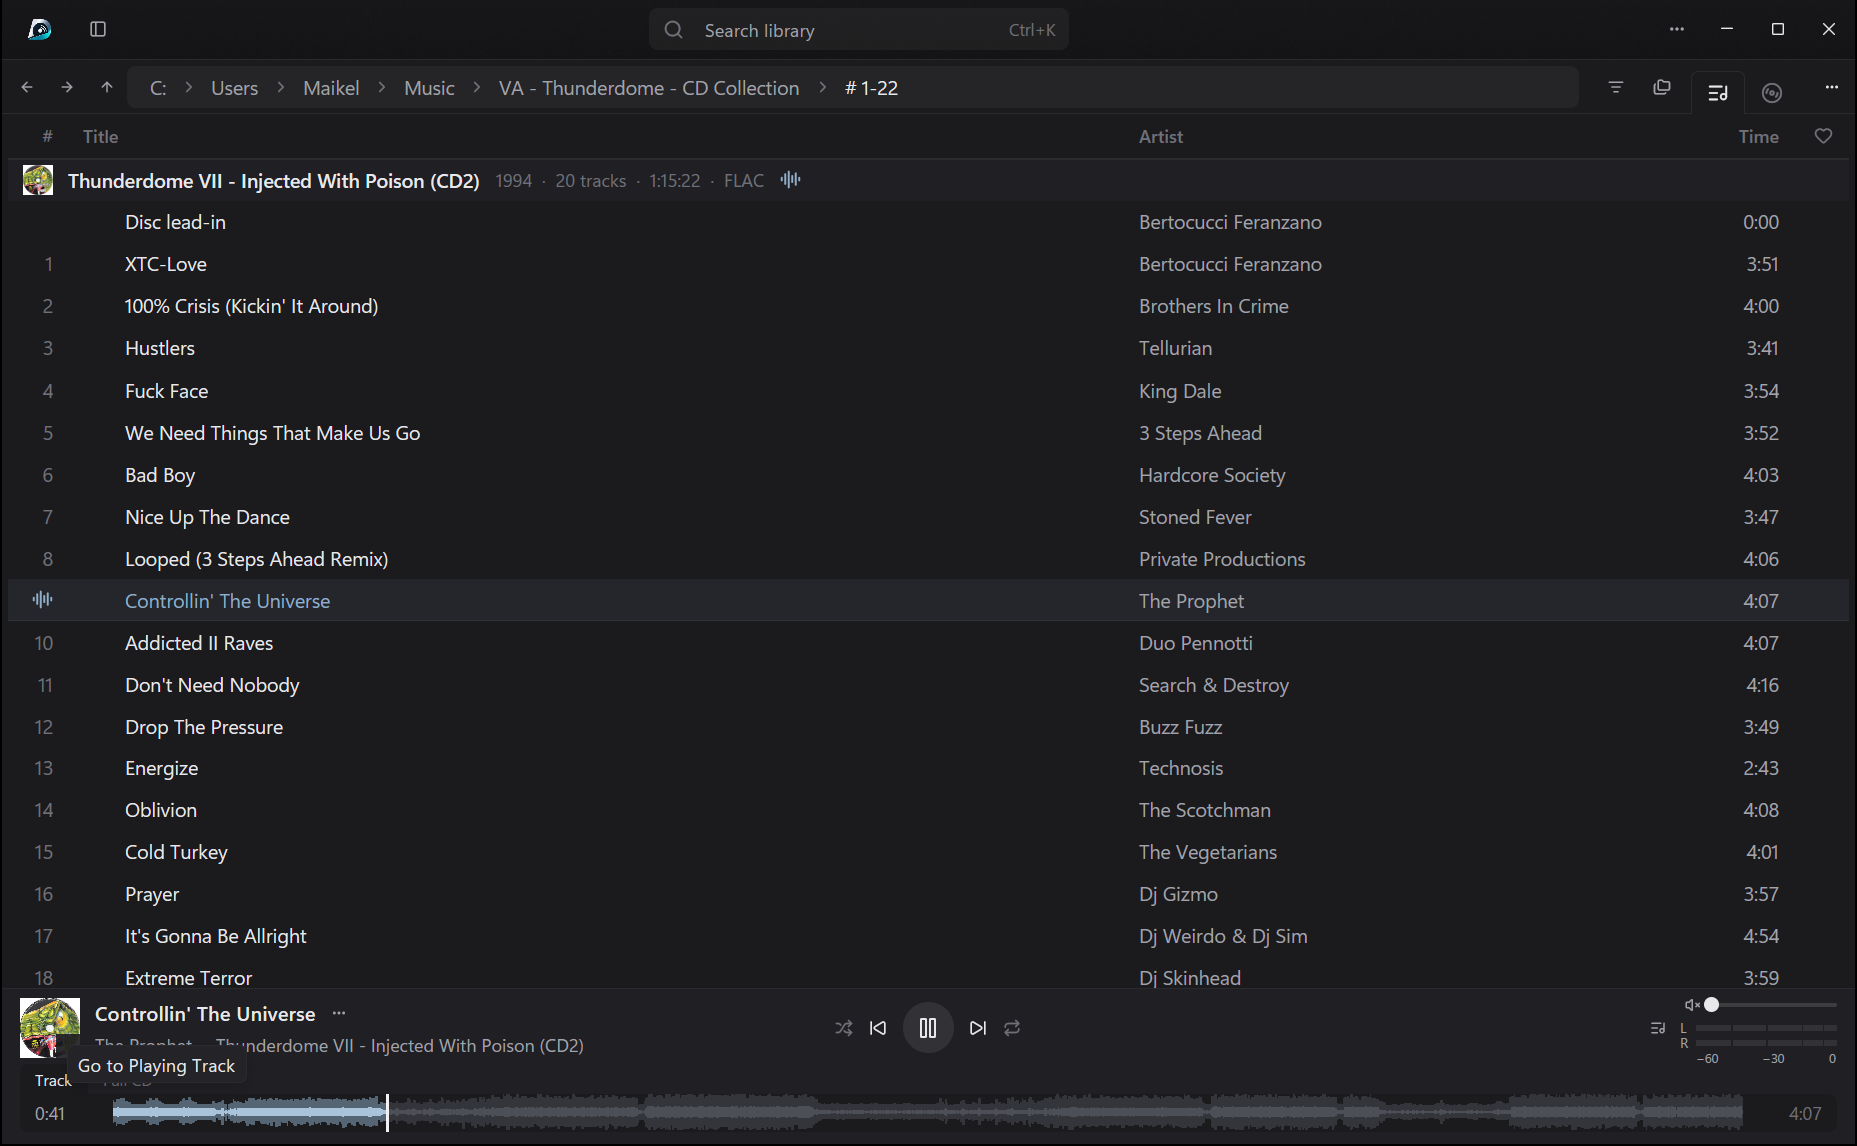 Search library Ctrl+K
C: Users Maikel Music VA - Thunderdome - CD Collection # 1-22
# Title Artist Time
Thunderdome VII - Injected With Poison (CD2) 1994 · 20 tracks · 1:15:22 · FLAC
Disc lead-in Bertocucci Feranzano 0:00
1 XTC-Love Bertocucci Feranzano 3:51
2 100% Crisis (Kickin' It Around) Brothers In Crime 4:00
3 Hustlers Tellurian 3:41
4 Fuck Face King Dale 3:54
5 We Need Things That Make Us Go 3 Steps Ahead 3:52
6 Bad Boy Hardcore Society 4:03
7 Nice Up The Dance Stoned Fever 3:47
8 Looped (3 Steps Ahead Remix) Private Productions 4:06
Controllin' The Universe The Prophet 4:07
10 Addicted II Raves Duo Pennotti 4:07
11 Don't Need Nobody Search & Destroy 4:16
12 Drop The Pressure Buzz Fuzz 3:49
13 Energize Technosis 2:43
14 Oblivion The Scotchman 4:08
15 Cold Turkey The Vegetarians 4:01
16 Prayer Dj Gizmo 3:57
17 It's Gonna Be Allright Dj Weirdo & Dj Sim 4:54
18 Extreme Terror Dj Skinhead 3:59
Controllin' The Universe
The Prophet Thunderdome VII - Injected With Poison (CD2)
Go to Playing Track
Track
L
R
-60 -30 0
0:41 4:07